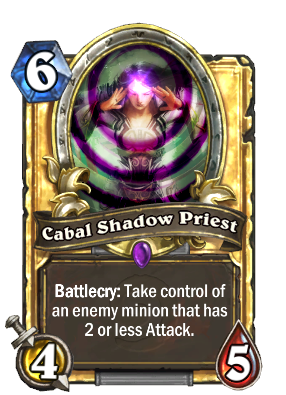 6
Cabal Shadow Priest
Battlecry: Take control of
an enemy minion that has
2 or less Attack.
4
5